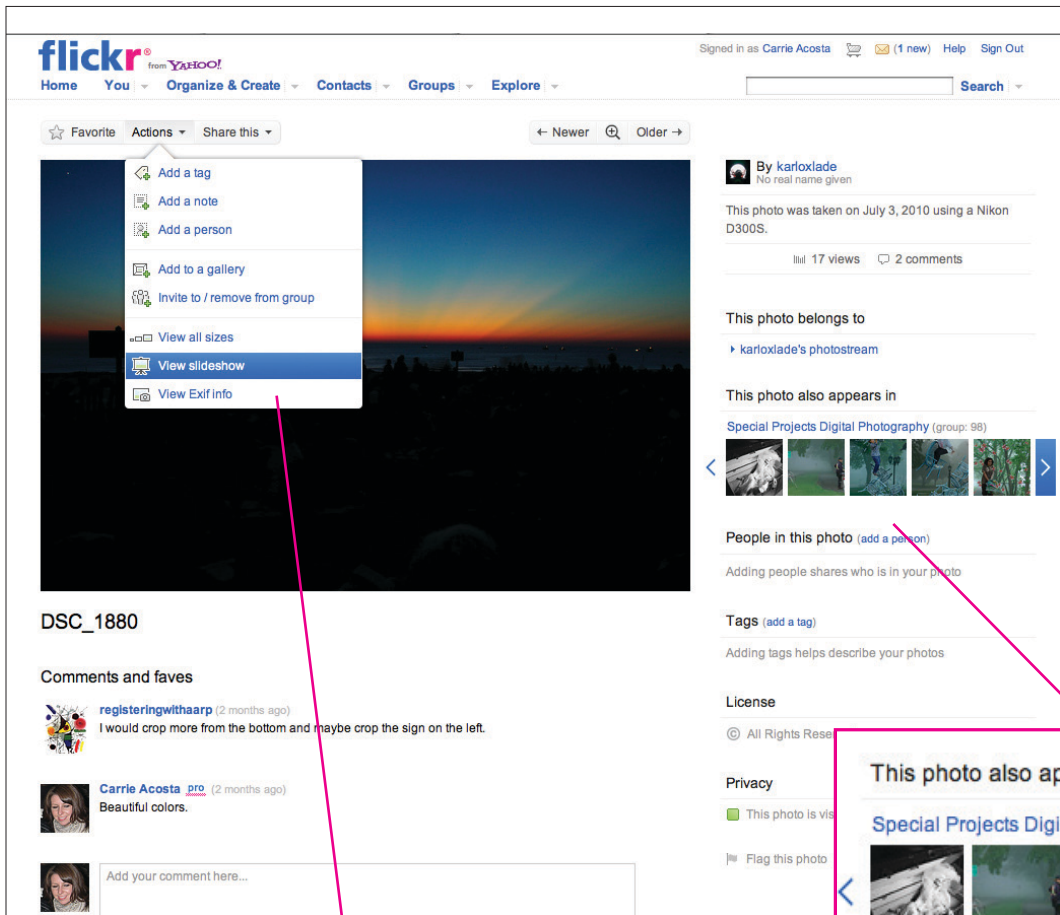 flickr® from YAHOO!
Signed in as Carrie Acosta (1 new) Help Sign Out
Home You Organize & Create Contacts Groups Explore
Search
Favorite Actions Share this
← Newer Older →
Add a tag
Add a note
Add a person
Add to a gallery
Invite to / remove from group
View all sizes
View slideshow
View Exif info
By karloxlade
No real name given
This photo was taken on July 3, 2010 using a Nikon
D300S.
17 views 2 comments
This photo belongs to
karloxlade's photostream
This photo also appears in
Special Projects Digital Photography (group: 98)
People in this photo (add a person)
Adding people shares who is in your photo
Tags (add a tag)
Adding tags helps describe your photos
License
© All Rights Rese
Privacy
This photo is vis
Flag this photo
DSC_1880
Comments and faves
registeringwithaarp (2 months ago)
I would crop more from the bottom and maybe crop the sign on the left.
Carrie Acosta pro (2 months ago)
Beautiful colors.
Add your comment here...
This photo also ap
Special Projects Digi